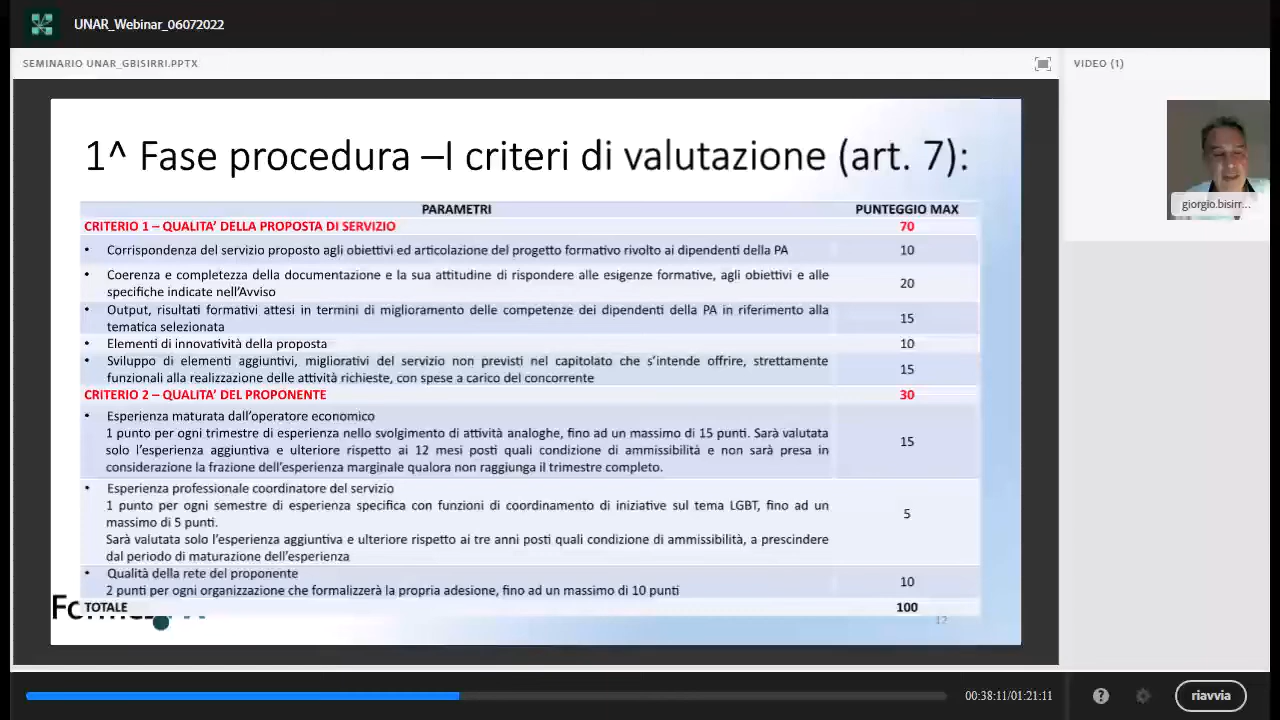 UNAR_Webinar_06072022
SEMINARIO UNAR_GBISIRRI.PPTX
VIDEO (1)
1^ Fase procedura –I criteri di valutazione (art. 7):
PARAMETRI PUNTEGGIO MAX
CRITERIO 1 – QUALITA’ DELLA PROPOSTA DI SERVIZIO 70
• Corrispondenza del servizio proposto agli obiettivi ed articolazione del progetto formativo rivolto ai dipendenti della PA 10
• Coerenza e completezza della documentazione e la sua attitudine di rispondere alle esigenze formative, agli obiettivi e alle
specifiche indicate nell’Avviso
20
• Output, risultati formativi attesi in termini di miglioramento delle competenze dei dipendenti della PA in riferimento alla
tematica selezionata
15
• Elementi di innovatività della proposta 10
• Sviluppo di elementi aggiuntivi, migliorativi del servizio non previsti nel capitolato che s’intende offrire, strettamente
funzionali alla realizzazione delle attività richieste, con spese a carico del concorrente
15
CRITERIO 2 – QUALITA’ DEL PROPONENTE 30
• Esperienza maturata dall’operatore economico
1 punto per ogni trimestre di esperienza nello svolgimento di attività analoghe, fino ad un massimo di 15 punti. Sarà valutata
solo l’esperienza aggiuntiva e ulteriore rispetto ai 12 mesi posti quali condizione di ammissibilità e non sarà presa in
considerazione la frazione dell’esperienza marginale qualora non raggiunga il trimestre completo.
15
• Esperienza professionale coordinatore del servizio
1 punto per ogni semestre di esperienza specifica con funzioni di coordinamento di iniziative sul tema LGBT, fino ad un
massimo di 5 punti.
Sarà valutata solo l’esperienza aggiuntiva e ulteriore rispetto ai tre anni posti quali condizione di ammissibilità, a prescindere
dal periodo di maturazione dell’esperienza
5
• Qualità della rete del proponente
2 punti per ogni organizzazione che formalizzerà la propria adesione, fino ad un massimo di 10 punti
10
TOTALE 100
12
giorgio.bisirr...
00:38:11/01:21:11
?
riavvia